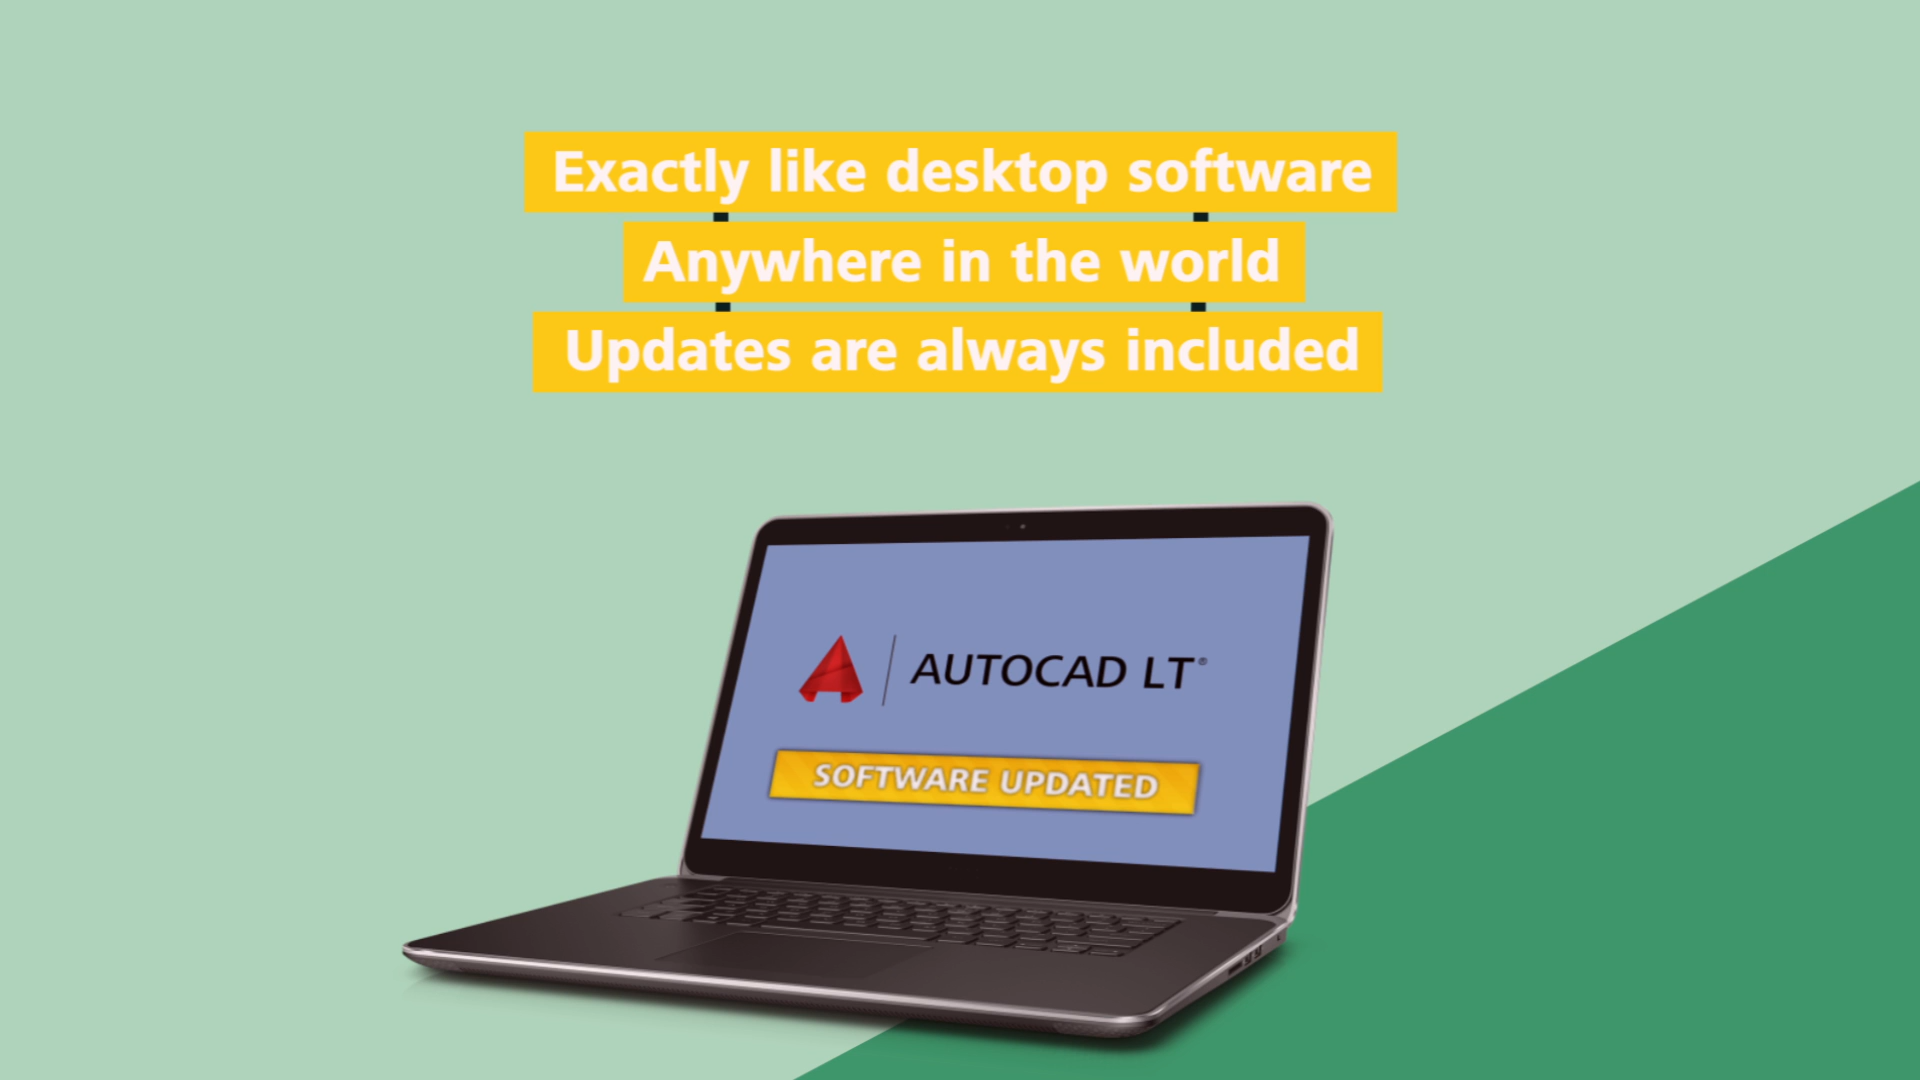 Exactly like desktop software
Anywhere in the world
Updates are always included
AUTOCAD LT®
SOFTWARE UPDATED